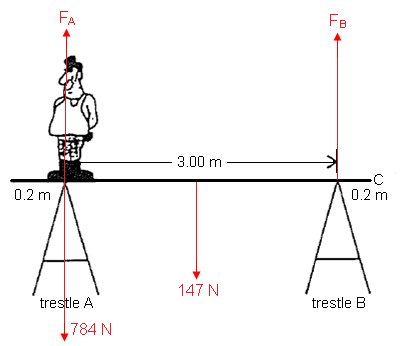 FA FB
3.00 m
C
0.2 m 0.2 m
147 N
trestle A trestle B
784 N